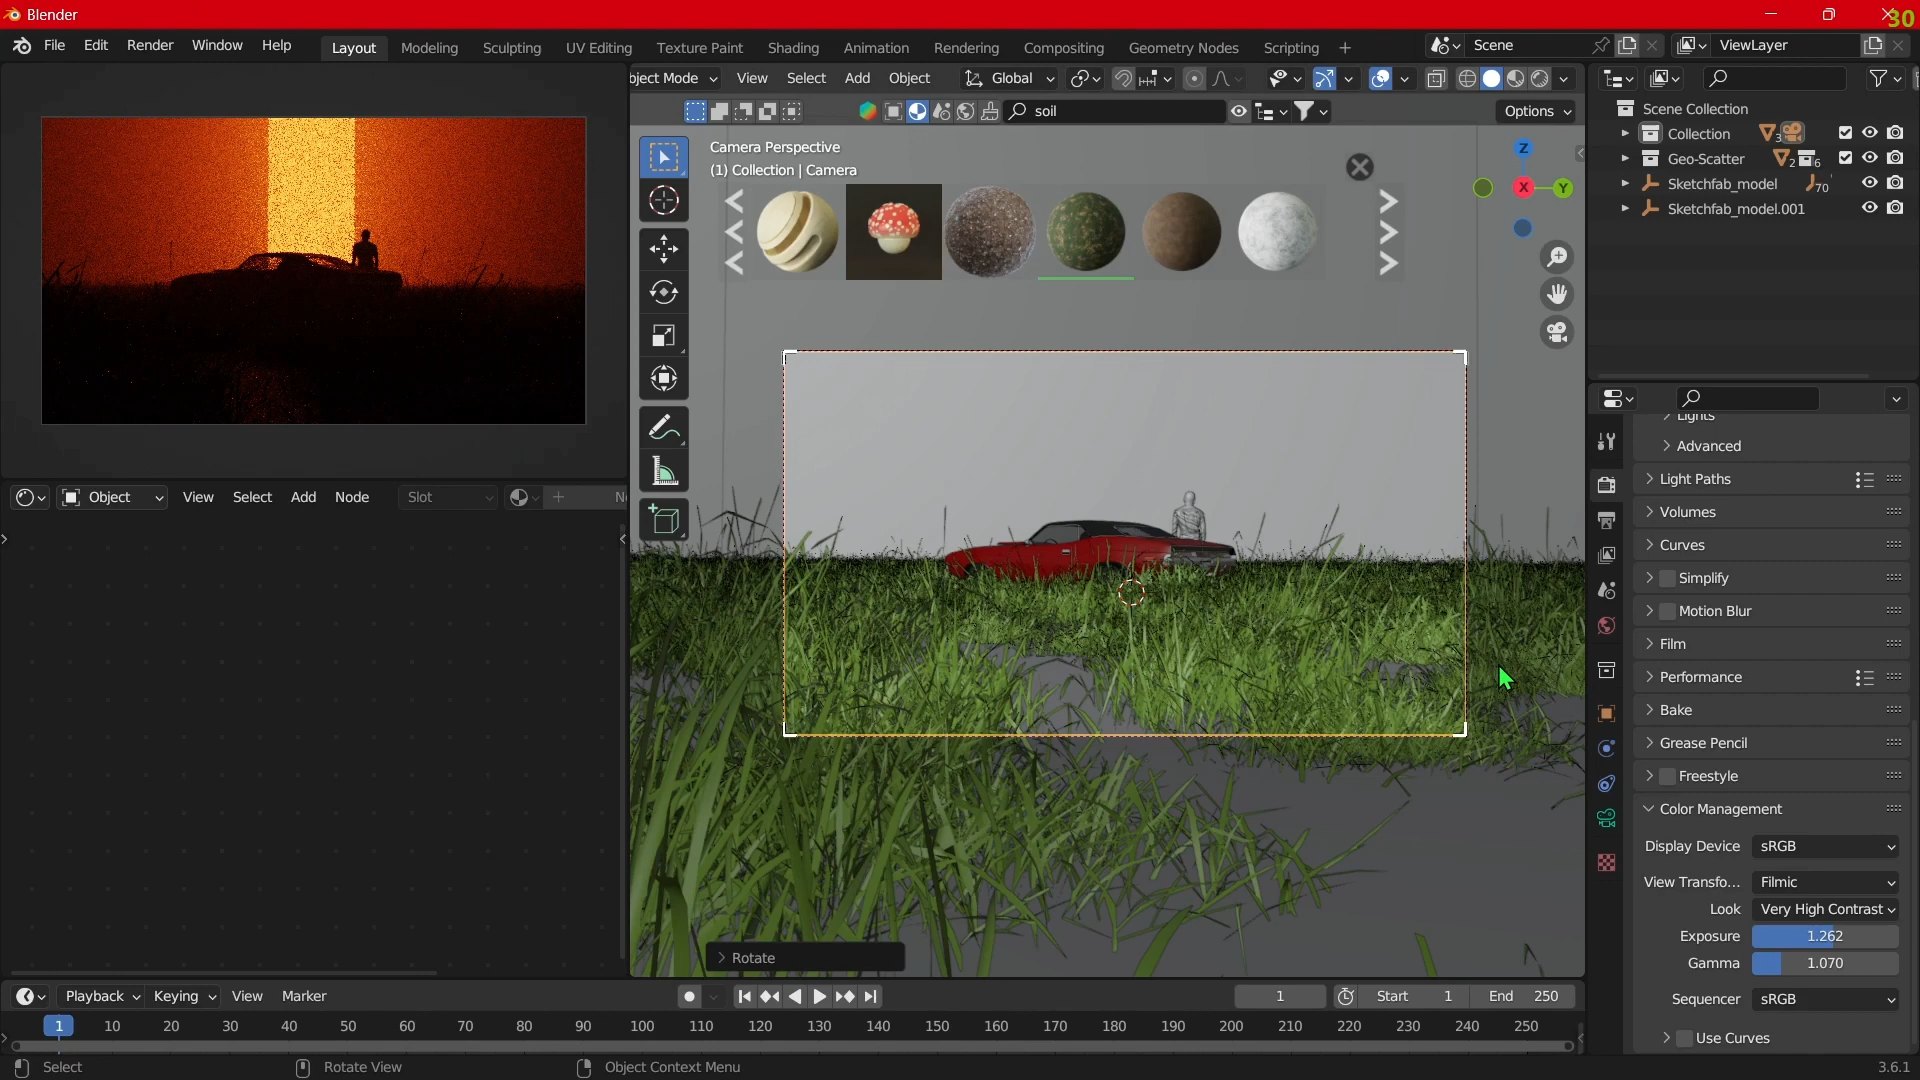 Blender
30
File Edit Render Window Help
Layout Modeling Sculpting UV Editing Texture Paint Shading Animation Rendering Compositing Geometry Nodes Scripting +
Scene
ViewLayer
bject Mode View Select Add Object Global
soil
Options
Camera Perspective
(1) Collection | Camera
Z
X
Y
Rotate
Scene Collection
Collection 3
Geo-Scatter 2 6
Sketchfab_model 70
Sketchfab_model.001
Lights
Advanced
Light Paths
Volumes
Curves
Simplify
Motion Blur
Film
Performance
Bake
Grease Pencil
Freestyle
Color Management
Display Device sRGB
View Transfo... Filmic
Look Very High Contrast
Exposure 1.262
Gamma 1.070
Sequencer sRGB
Use Curves
Object View Select Add Node Slot
Playback Keying View Marker
1 Start 1 End 250
1 10 20 30 40 50 60 70 80 90 100 110 120 130 140 150 160 170 180 190 200 210 220 230 240 250
Select Rotate View Object Context Menu 3.6.1